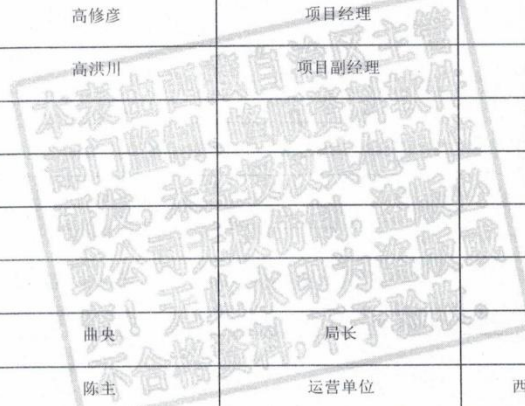 高修彦 项目经理
高洪川 项目副经理
本表由西藏自治区主管
部门监制、蜂顺资料软件
研发,未经授权其他单位
或公司无权仿制,盗版必
究!无此水印为盗版或
不合格资料,不予验收。
曲央 局长
陈主 运营单位 西